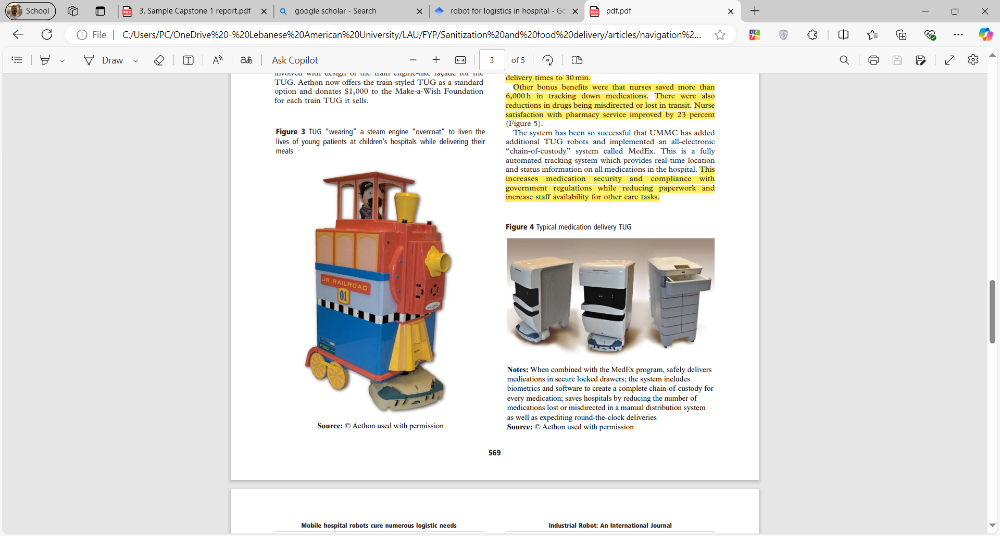 School
3. Sample Capstone 1 report.pdf
google scholar - Search
robot for logistics in hospital - Go
pdf.pdf
File
C:/Users/PC/OneDrive%20-%20Lebanese%20American%20University/LAU/FYP/Sanitization%20and%20food%20delivery/articles/navigation%2...
Draw
Ask Copilot
3
of 5
involved with design of the train engine-like façade for the
TUG. Aethon now offers the train-styled TUG as a standard
option and donates $1,000 to the Make-a-Wish Foundation
for each train TUG it sells.
Figure 3 TUG "wearing" a steam engine "overcoat" to liven the
lives of young patients at children's hospitals while delivering their
meals
JR RAILROAD
01
Source: © Aethon used with permission
delivery times to 30 min.
Other bonus benefits were that nurses saved more than
6,000 h in tracking down medications. There were also
reductions in drugs being misdirected or lost in transit. Nurse
satisfaction with pharmacy service improved by 23 percent
(Figure 5).
The system has been so successful that UMMC has added
additional TUG robots and implemented an all-electronic
“chain-of-custody” system called MedEx. This is a fully
automated tracking system which provides real-time location
and status information on all medications in the hospital. This
increases medication security and compliance with
government regulations while reducing paperwork and
increase staff availability for other care tasks.
Figure 4 Typical medication delivery TUG
Notes: When combined with the MedEx program, safely delivers
medications in secure locked drawers; the system includes
biometrics and software to create a complete chain-of-custody for
every medication; saves hospitals by reducing the number of
medications lost or misdirected in a manual distribution system
as well as expediting round-the-clock deliveries
Source: © Aethon used with permission
569
Mobile hospital robots cure numerous logistic needs
Industrial Robot: An International Journal